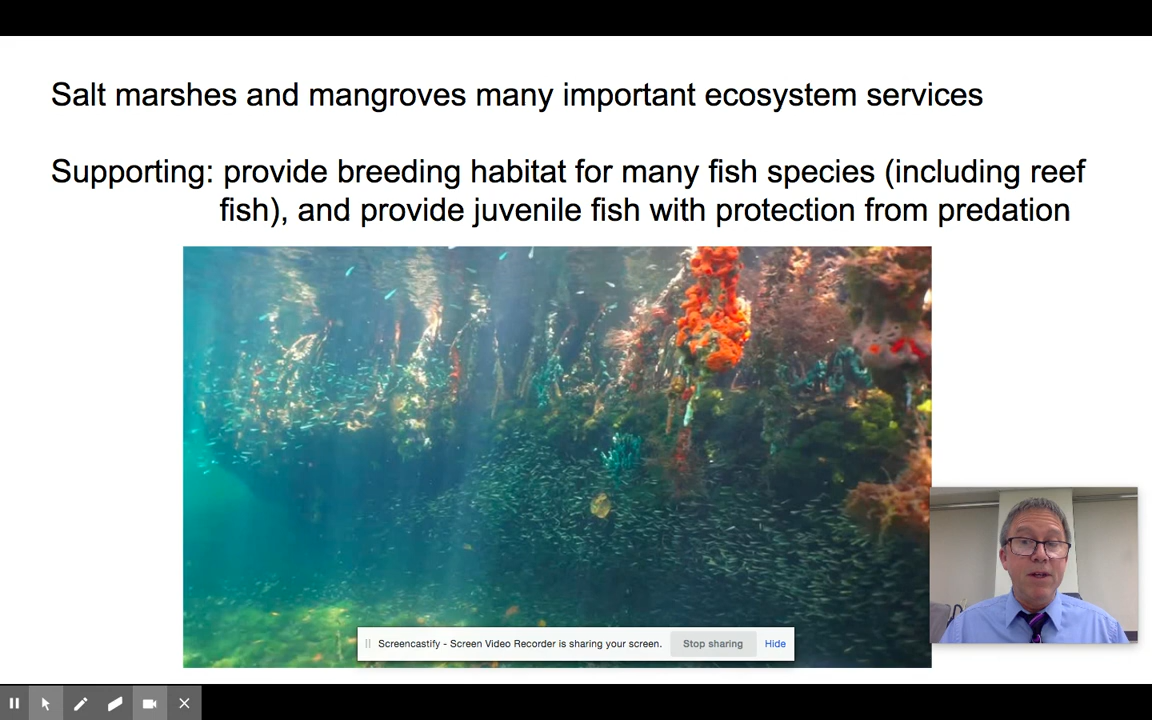 Salt marshes and mangroves many important ecosystem services
Supporting: provide breeding habitat for many fish species (including reef
fish), and provide juvenile fish with protection from predation
Screencastify - Screen Video Recorder is sharing your screen. Stop sharing Hide